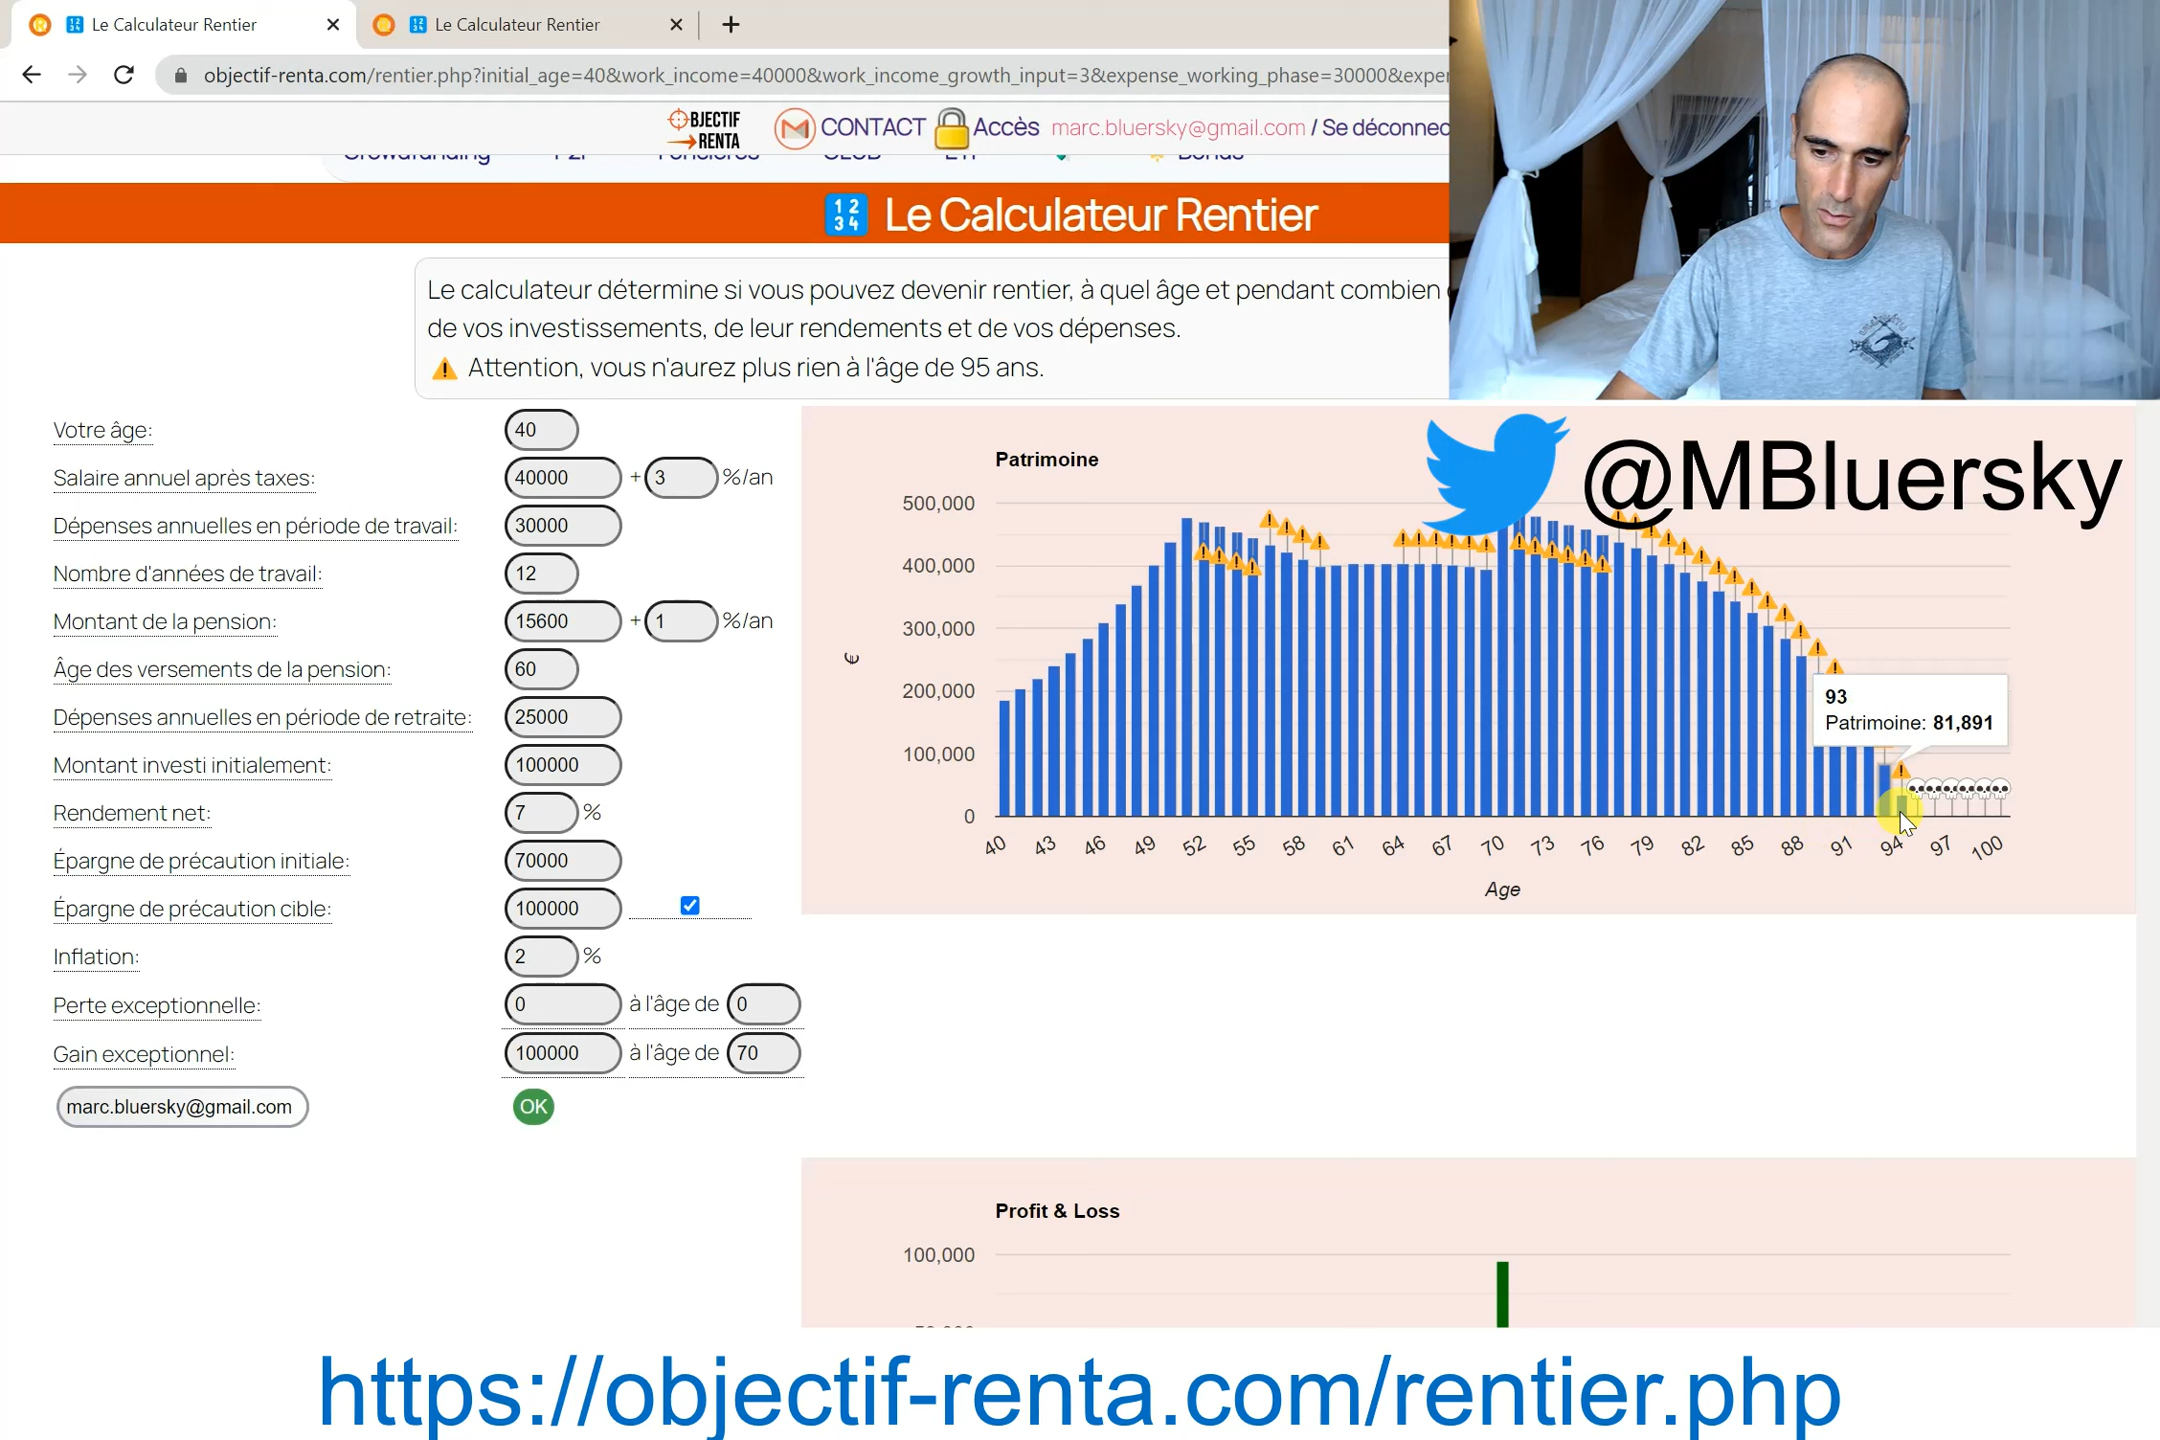 Le Calculateur Rentier
Le Calculateur Rentier
objectif-renta.com/rentier.php?initial_age=40&work_income=40000&work_income_growth_input=3&expense_working_phase=30000&exper
OBJECTIF
RENTA
CONTACT
Accès
marc.bluersky@gmail.com / Se déconnec
Crowdfunding P2P Foncières CLUB ETF Bonds
1 2
3 4
Le Calculateur Rentier
Le calculateur détermine si vous pouvez devenir rentier, à quel âge et pendant combien
de vos investissements, de leur rendements et de vos dépenses.
Attention, vous n'aurez plus rien à l'âge de 95 ans.
Votre âge: 40
Salaire annuel après taxes: 40000 + 3 %/an
Dépenses annuelles en période de travail: 30000
Nombre d'années de travail: 12
Montant de la pension: 15600 + 1 %/an
Âge des versements de la pension: 60
Dépenses annuelles en période de retraite: 25000
Montant investi initialement: 100000
Rendement net: 7 %
Épargne de précaution initiale: 70000
Épargne de précaution cible: 100000
Inflation: 2 %
Perte exceptionnelle: 0 à l'âge de 0
Gain exceptionnel: 100000 à l'âge de 70
marc.bluersky@gmail.com OK
@MBluersky
Patrimoine
500,000
400,000
300,000
200,000
100,000
0
€
93
Patrimoine: 81,891
40 43 46 49 52 55 58 61 64 67 70 73 76 79 82 85 88 91 94 97 100
Age
Profit & Loss
100,000
https://objectif-renta.com/rentier.php